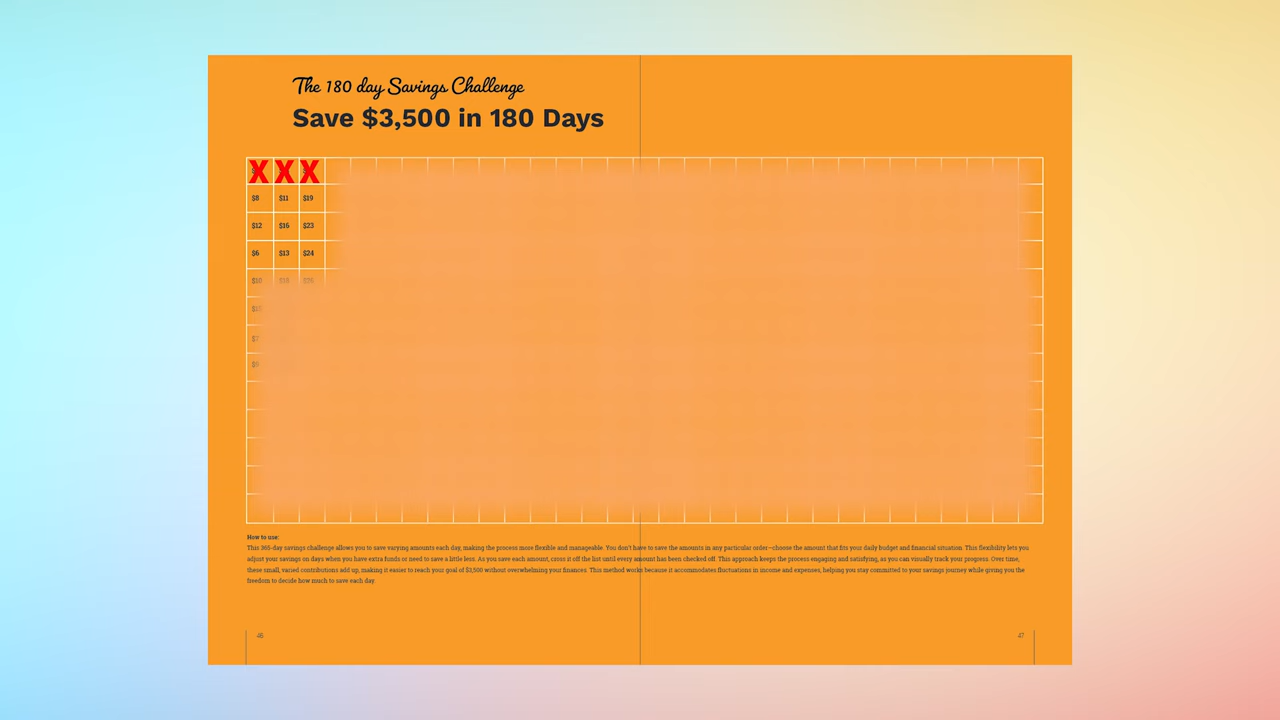 The 180 day Savings Challenge
Save $3,500 in 180 Days
X X X
$8 $11 $19
$12 $16 $23
$6 $13 $24
$7
How to use:
This 365-day savings challenge allows you to save varying amounts each day, making the process more flexible and manageable. You don't have to save the amounts in any particular order—choose the amount that fits your daily budget and financial situation. This flexibility lets you
adjust your savings on days when you have extra funds or need to save a little less. As you save each amount, cross it off the list until every amount has been checked off. This approach keeps the process engaging and satisfying, as you can visually track your progress. Over time,
these small, varied contributions add up, making it easier to reach your goal of $3,500 without overwhelming your finances. This method works because it accommodates fluctuations in income and expenses, helping you stay committed to your savings journey while giving you the
freedom to decide how much to save each day.
46 47